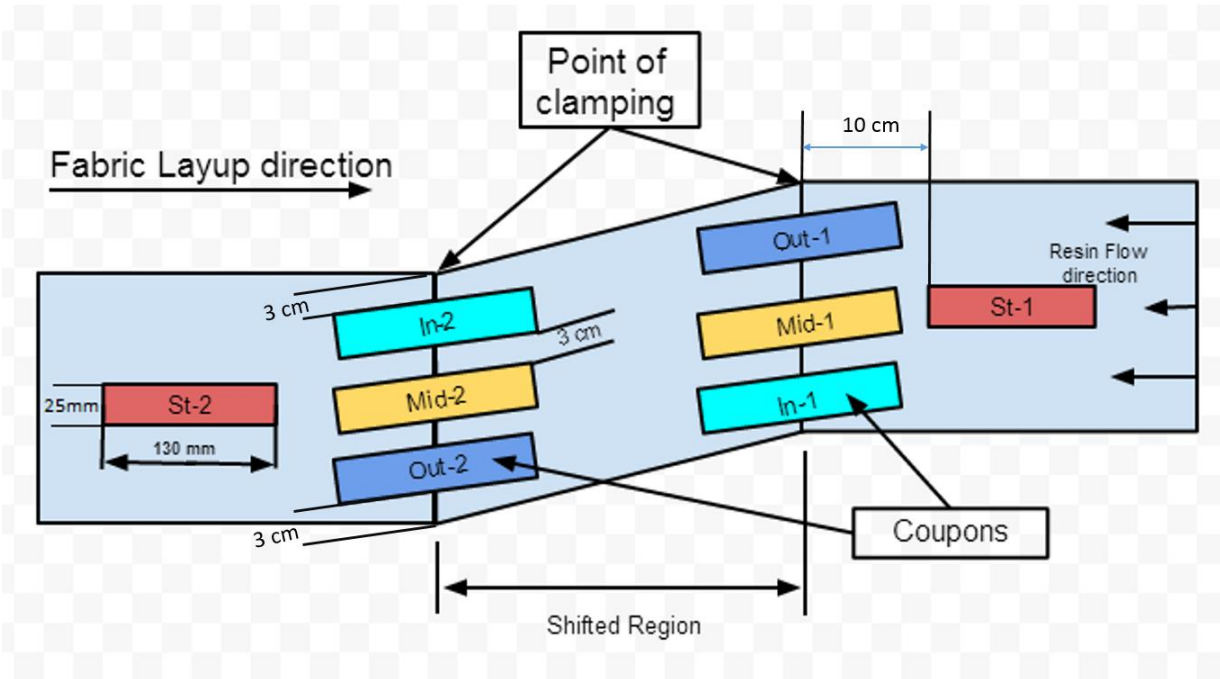 Point of
clamping
10 cm
Fabric Layup direction
Out-1
Resin Flow
direction
3 cm
In-2
3 cm
Mid-1
St-1
25mm
St-2
Mid-2
In-1
130 mm
Out-2
3 cm
Coupons
Shifted Region